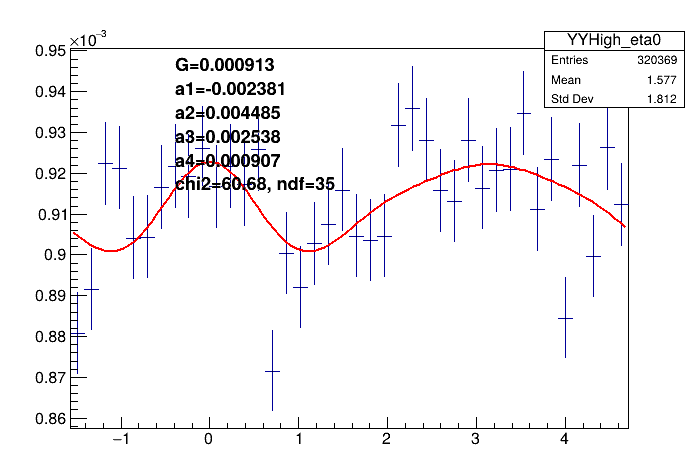 ×10⁻³
YYHigh_eta0
Entries 320369
Mean 1.577
Std Dev 1.812
G=0.000913
a1=-0.002381
a2=0.004485
a3=0.002538
a4=0.000907
chi2=60.68, ndf=35
0.95
0.94
0.93
0.92
0.91
0.9
0.89
0.88
0.87
0.86
−1 0 1 2 3 4